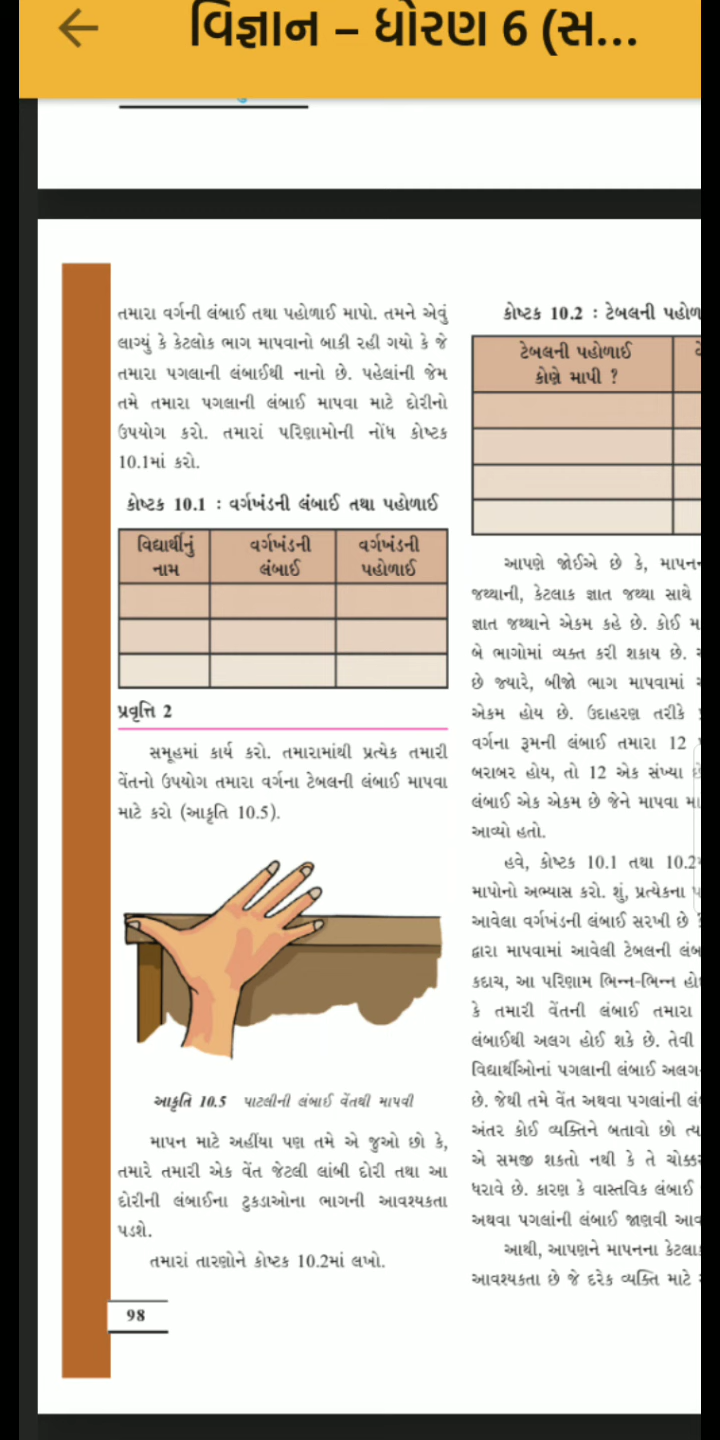 વિજ્ઞાન – ધોરણ 6 (સ...
તમારા વર્ગની લંબાઈ તથા પહોળાઈ માપો. તમને એવું
લાગ્યું કે કેટલોક ભાગ માપવાનો બાકી રહી ગયો કે જે
તમારા પગલાની લંબાઈથી નાનો છે. પહેલાંની જેમ
તમે તમારા પગલાની લંબાઈ માપવા માટે દોરીનો
ઉપયોગ કરો. તમારાં પરિણામોની નોંધ કોષ્ટક
10.1માં કરો.
કોષ્ટક 10.1 : વર્ગખંડની લંબાઈ તથા પહોળાઈ
વિદ્યાર્થીનું વર્ગખંડની વર્ગખંડની
નામ લંબાઈ પહોળાઈ
પ્રવૃત્તિ 2
સમૂહમાં કાર્ય કરો. તમારામાંથી પ્રત્યેક તમારી
વેંતનો ઉપયોગ તમારા વર્ગના ટેબલની લંબાઈ માપવા
માટે કરો (આકૃતિ 10.5).
આકૃતિ 10.5 પાટલીની લંબાઈ વેંતથી માપવી
માપન માટે અહીંયા પણ તમે એ જુઓ છો કે,
તમારે તમારી એક વેંત જેટલી લાંબી દોરી તથા આ
દોરીની લંબાઈના ટુકડાઓના ભાગની આવશ્યકતા
પડશે.
તમારાં તારણોને કોષ્ટક 10.2માં લખો.
98
કોષ્ટક 10.2 : ટેબલની
ટેબલની પહોળાઈ
કોણે માપી ?
આપણે જોઈએ છે કે,
જથ્થાની, કેટલાક જ્ઞાત જથ્થા સાથે
જ્ઞાત જથ્થાને એકમ કહે છે. કોઈ
બે ભાગોમાં વ્યક્ત કરી શકાય છે.
છે જ્યારે, બીજો ભાગ માપવામાં
એકમ હોય છે. ઉદાહરણ તરીકે
વર્ગના રૂમની લંબાઈ તમારા 12
બરાબર હોય, તો 12 એક સંખ્યા
લંબાઈ એક એકમ છે જેને માપવા
આવ્યો હતો.
હવે, કોષ્ટક 10.1 તથા
માપોનો અભ્યાસ કરો. શું, પ્રત્યેકના
આવેલા વર્ગખંડની લંબાઈ સરખી છે
દ્વારા માપવામાં આવેલી ટેબલની
કદાચ, આ પરિણામ ભિન્ન-ભિન્ન
કે તમારી વેંતની લંબાઈ તમારા
લંબાઈથી અલગ હોઈ શકે છે. તેવી
વિદ્યાર્થીઓનાં પગલાની લંબાઈ
છે. જેથી તમે વેંત અથવા પગલાંની
અંતર કોઈ વ્યક્તિને બતાવો છો
એ સમજી શકતો નથી કે તે
ધરાવે છે. કારણ કે વાસ્તવિક લંબાઈ
અથવા પગલાંની લંબાઈ જાણવી
આથી, આપણને માપનના
આવશ્યકતા છે જે દરેક વ્યક્તિ માટે